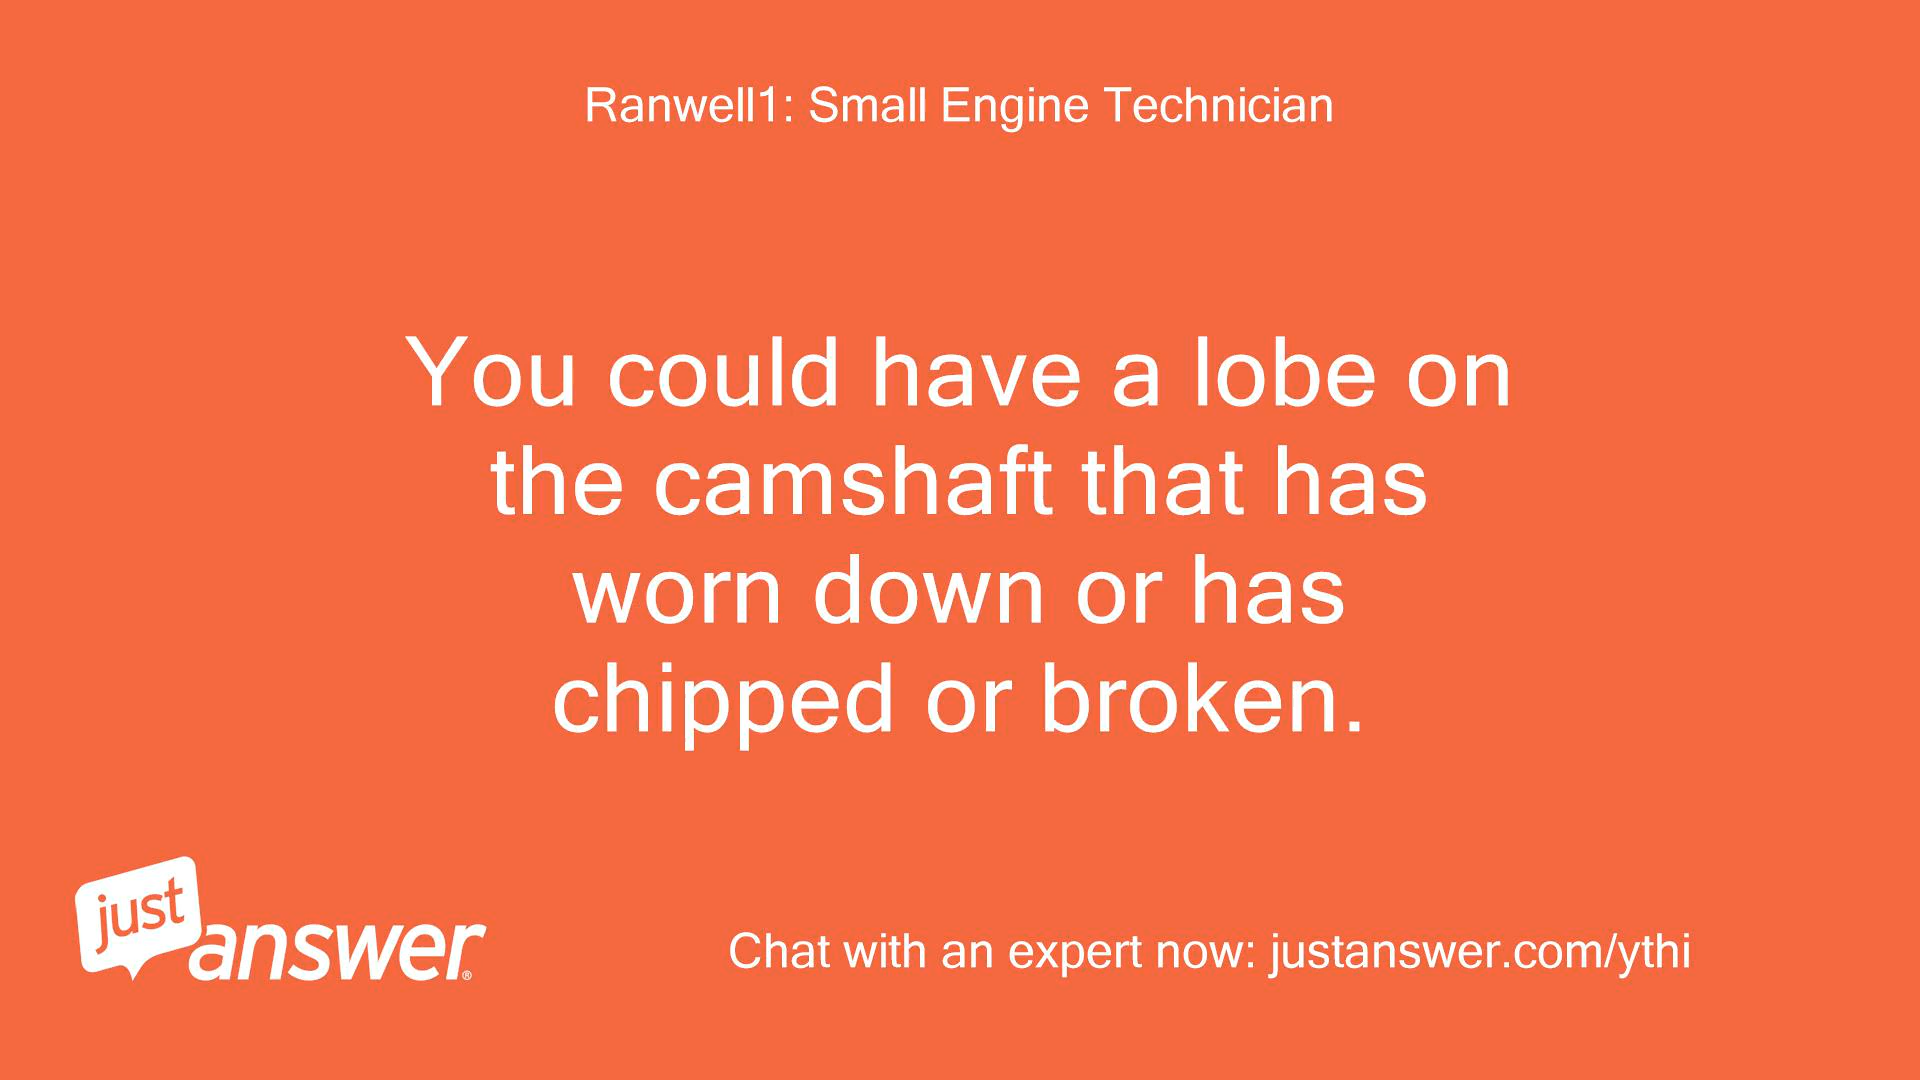 Ranwell1: Small Engine Technician
You could have a lobe on
the camshaft that has
worn down or has
chipped or broken.
just
answer®
Chat with an expert now: justanswer.com/ythi